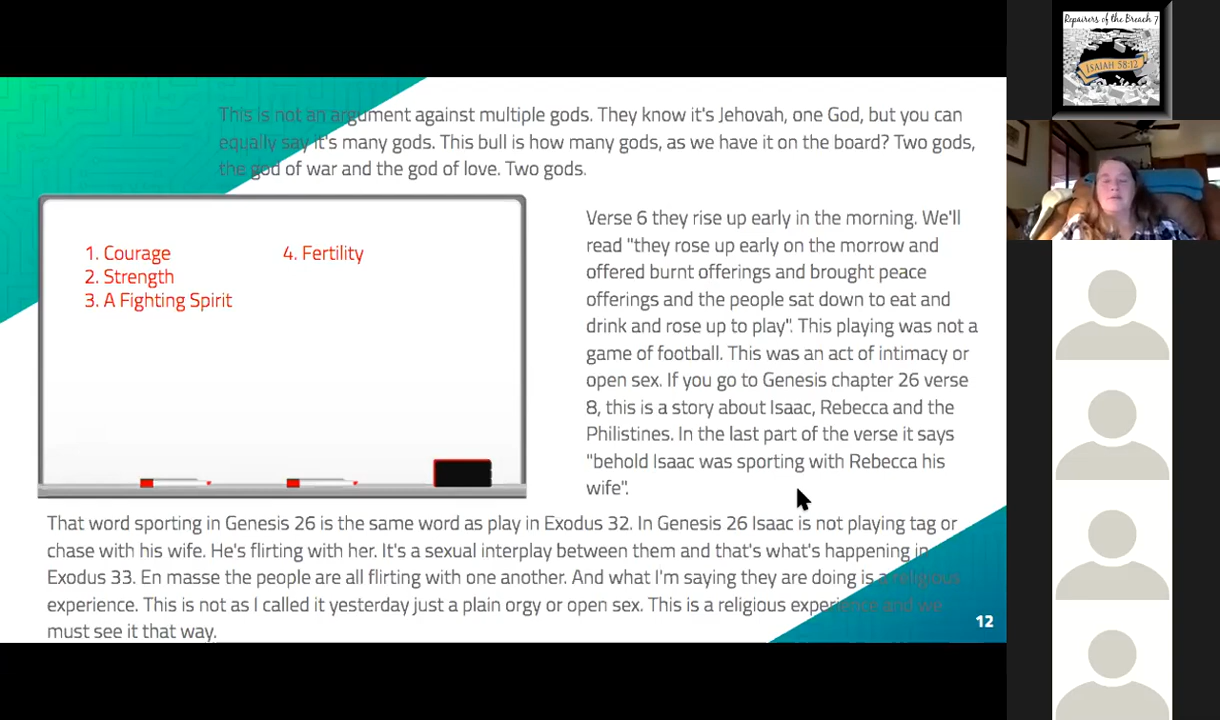 Repairers of the Breach 7
ISAIAH 58:12
This is not an argument against multiple gods. They know it's Jehovah, one God, but you can
equally say it's many gods. This bull is how many gods, as we have it on the board? Two gods,
the god of war and the god of love. Two gods.
1. Courage
2. Strength
3. A Fighting Spirit
4. Fertility
Verse 6 they rise up early in the morning. We'll
read "they rose up early on the morrow and
offered burnt offerings and brought peace
offerings and the people sat down to eat and
drink and rose up to play". This playing was not a
game of football. This was an act of intimacy or
open sex. If you go to Genesis chapter 26 verse
8, this is a story about Isaac, Rebecca and the
Philistines. In the last part of the verse it says
"behold Isaac was sporting with Rebecca his
wife".
That word sporting in Genesis 26 is the same word as play in Exodus 32. In Genesis 26 Isaac is not playing tag or
chase with his wife. He's flirting with her. It's a sexual interplay between them and that's what's happening in
Exodus 33. En masse the people are all flirting with one another. And what I'm saying they are doing is a religious
experience. This is not as I called it yesterday just a plain orgy or open sex. This is a religious experience and we
must see it that way.
12